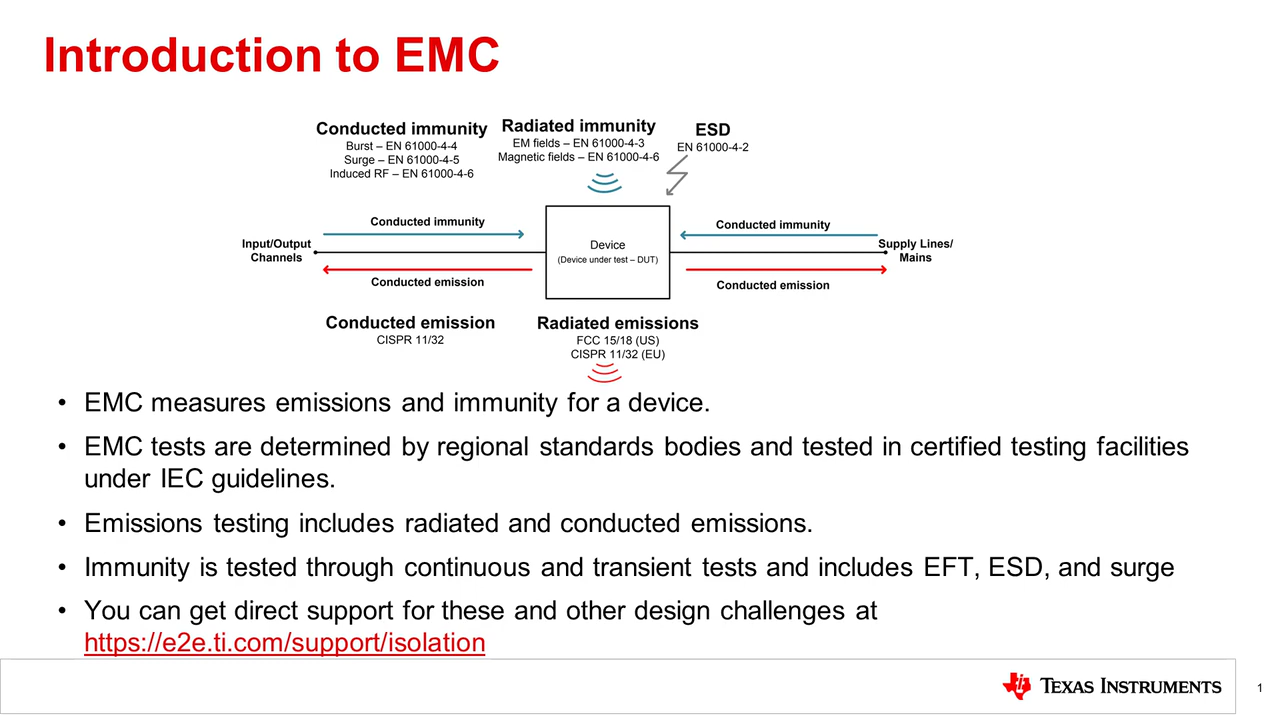 Introduction to EMC
Conducted immunity
Burst – EN 61000-4-4
Surge – EN 61000-4-5
Induced RF – EN 61000-4-6
Radiated immunity
EM fields – EN 61000-4-3
Magnetic fields – EN 61000-4-6
ESD
EN 61000-4-2
Conducted immunity
Conducted immunity
Input/Output
Channels
Device
(Device under test – DUT)
Supply Lines/
Mains
Conducted emission
Conducted emission
Conducted emission
CISPR 11/32
Radiated emissions
FCC 15/18 (US)
CISPR 11/32 (EU)
• EMC measures emissions and immunity for a device.
• EMC tests are determined by regional standards bodies and tested in certified testing facilities
under IEC guidelines.
• Emissions testing includes radiated and conducted emissions.
• Immunity is tested through continuous and transient tests and includes EFT, ESD, and surge
• You can get direct support for these and other design challenges at
https://e2e.ti.com/support/isolation
TEXAS INSTRUMENTS
1